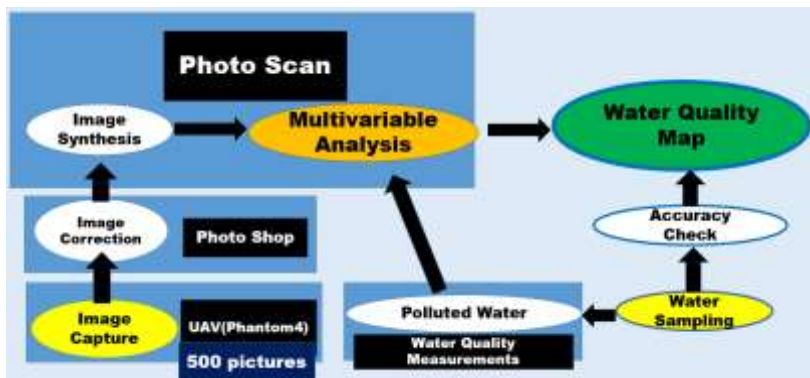 Photo Scan
Image
Synthesis
Multivariable
Analysis
Water Quality
Map
Image
Correction
Photo Shop
Accuracy
Check
Image
Capture
UAV(Phantom4)
500 pictures
Polluted Water
Water Quality
Measurements
Water
Sampling